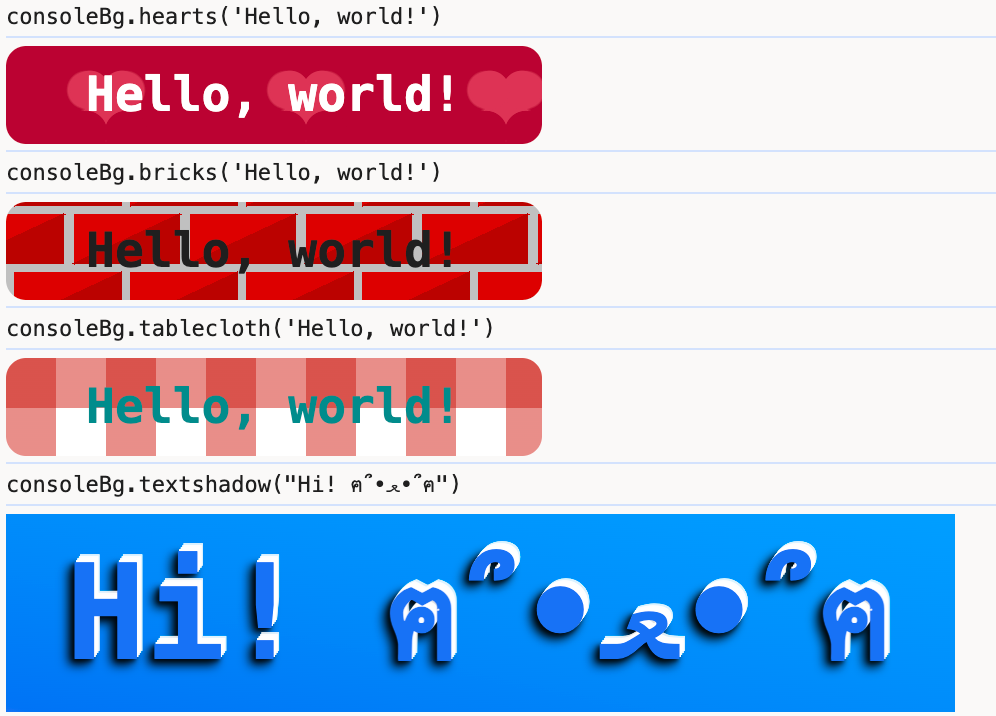 consoleBg.hearts('Hello, world!')
Hello, world!
consoleBg.bricks('Hello, world!')
Hello, world!
consoleBg.tablecloth('Hello, world!')
Hello, world!
consoleBg.textshadow("Hi! ฅ^•ﻌ•^ฅ")
Hi! ฅ^•ﻌ•^ฅ